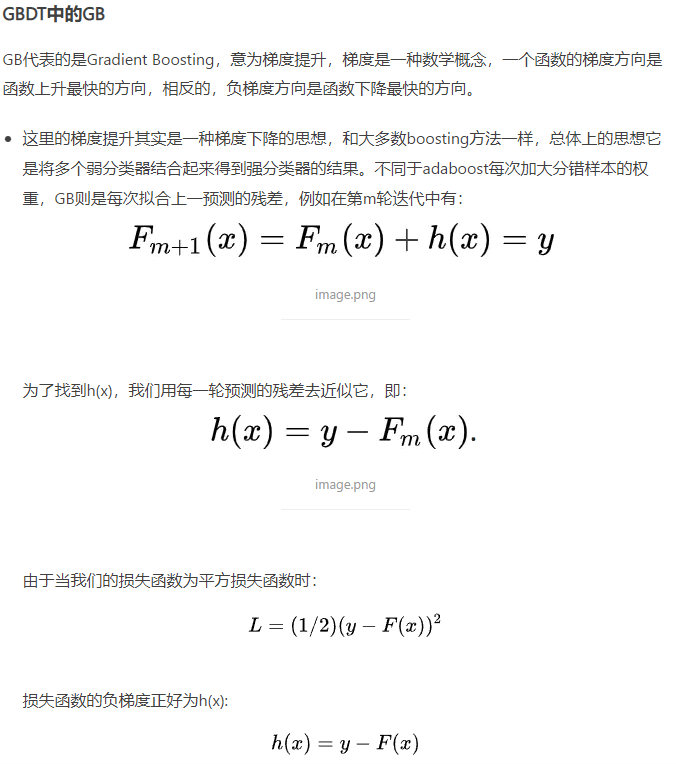 GBDT中的GB
GB代表的是Gradient Boosting，意为梯度提升，梯度是一种数学概念，一个函数的梯度方向是
函数上升最快的方向，相反的，负梯度方向是函数下降最快的方向。
• 这里的梯度提升其实是一种梯度下降的思想，和大多数boosting方法一样，总体上的思想它
是将多个弱分类器结合起来得到强分类器的结果。不同于adaboost每次加大分错样本的权
重，GB则是每次拟合上一预测的残差，例如在第m轮迭代中有：
F_{m+1}(x) = F_m(x) + h(x) = y
image.png
为了找到h(x)，我们用每一轮预测的残差去近似它，即：
h(x) = y − F_m(x).
image.png
由于当我们的损失函数为平方损失函数时：
L = (1/2)(y − F(x))²
损失函数的负梯度正好为h(x):
h(x) = y − F(x)